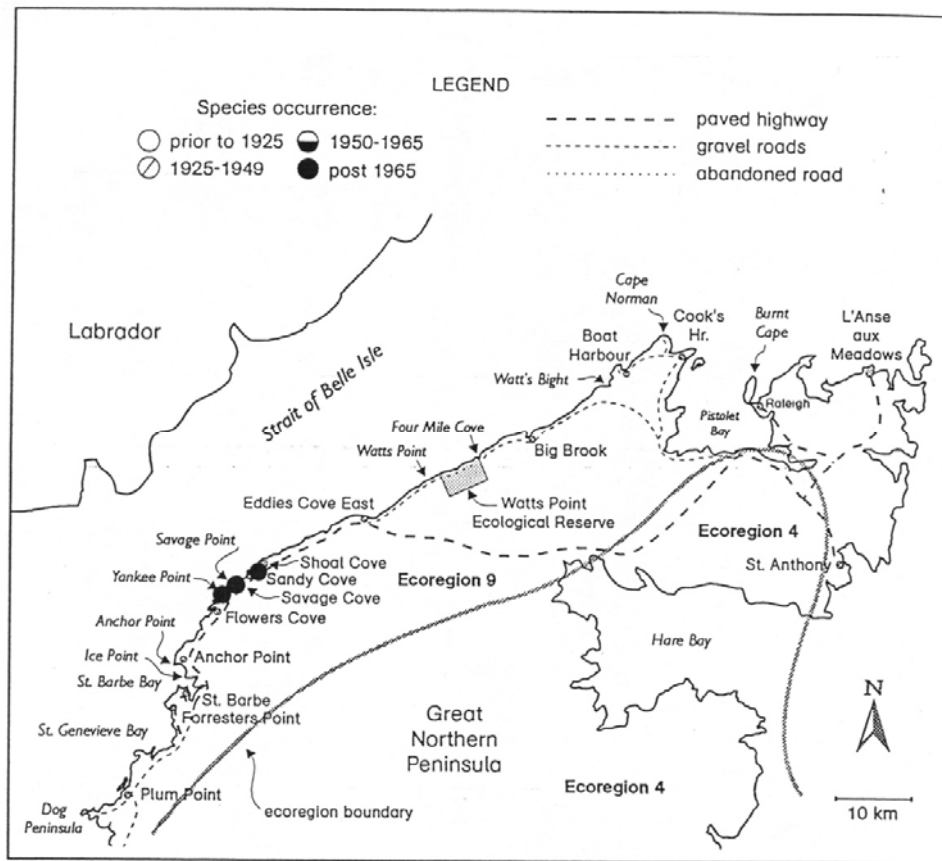 LEGEND
Species occurrence:
prior to 1925
1950-1965
1925-1949
post 1965
paved highway
gravel roads
abandoned road
Labrador
Strait of Belle Isle
Cape
Norman
Cook's
Hr.
Burnt
Cape
L'Anse
aux
Meadows
Boat
Harbour
Watt's Bight
Raleigh
Pistolet
Bay
Four Mile Cove
Watts Point
Big Brook
Eddies Cove East
Watts Point
Ecological Reserve
Ecoregion 4
St. Anthony
Savage Point
Shoal Cove
Sandy Cove
Yankee Point
Savage Cove
Ecoregion 9
Flowers Cove
Anchor Point
Anchor Point
Ice Point
St. Barbe Bay
St. Barbe
Forresters Point
St. Genevieve Bay
Hare Bay
Great
Northern
Peninsula
N
Plum Point
Dog
Peninsula
ecoregion boundary
Ecoregion 4
10 km